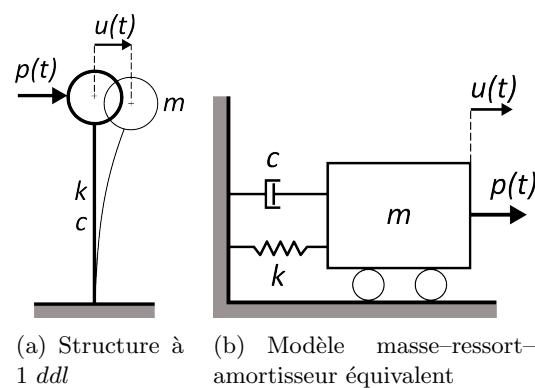 u(t)
p(t)
m
k
c
u(t)
c
p(t)
m
k
(a) Structure à
1 ddl
(b) Modèle masse–ressort–
amortisseur équivalent